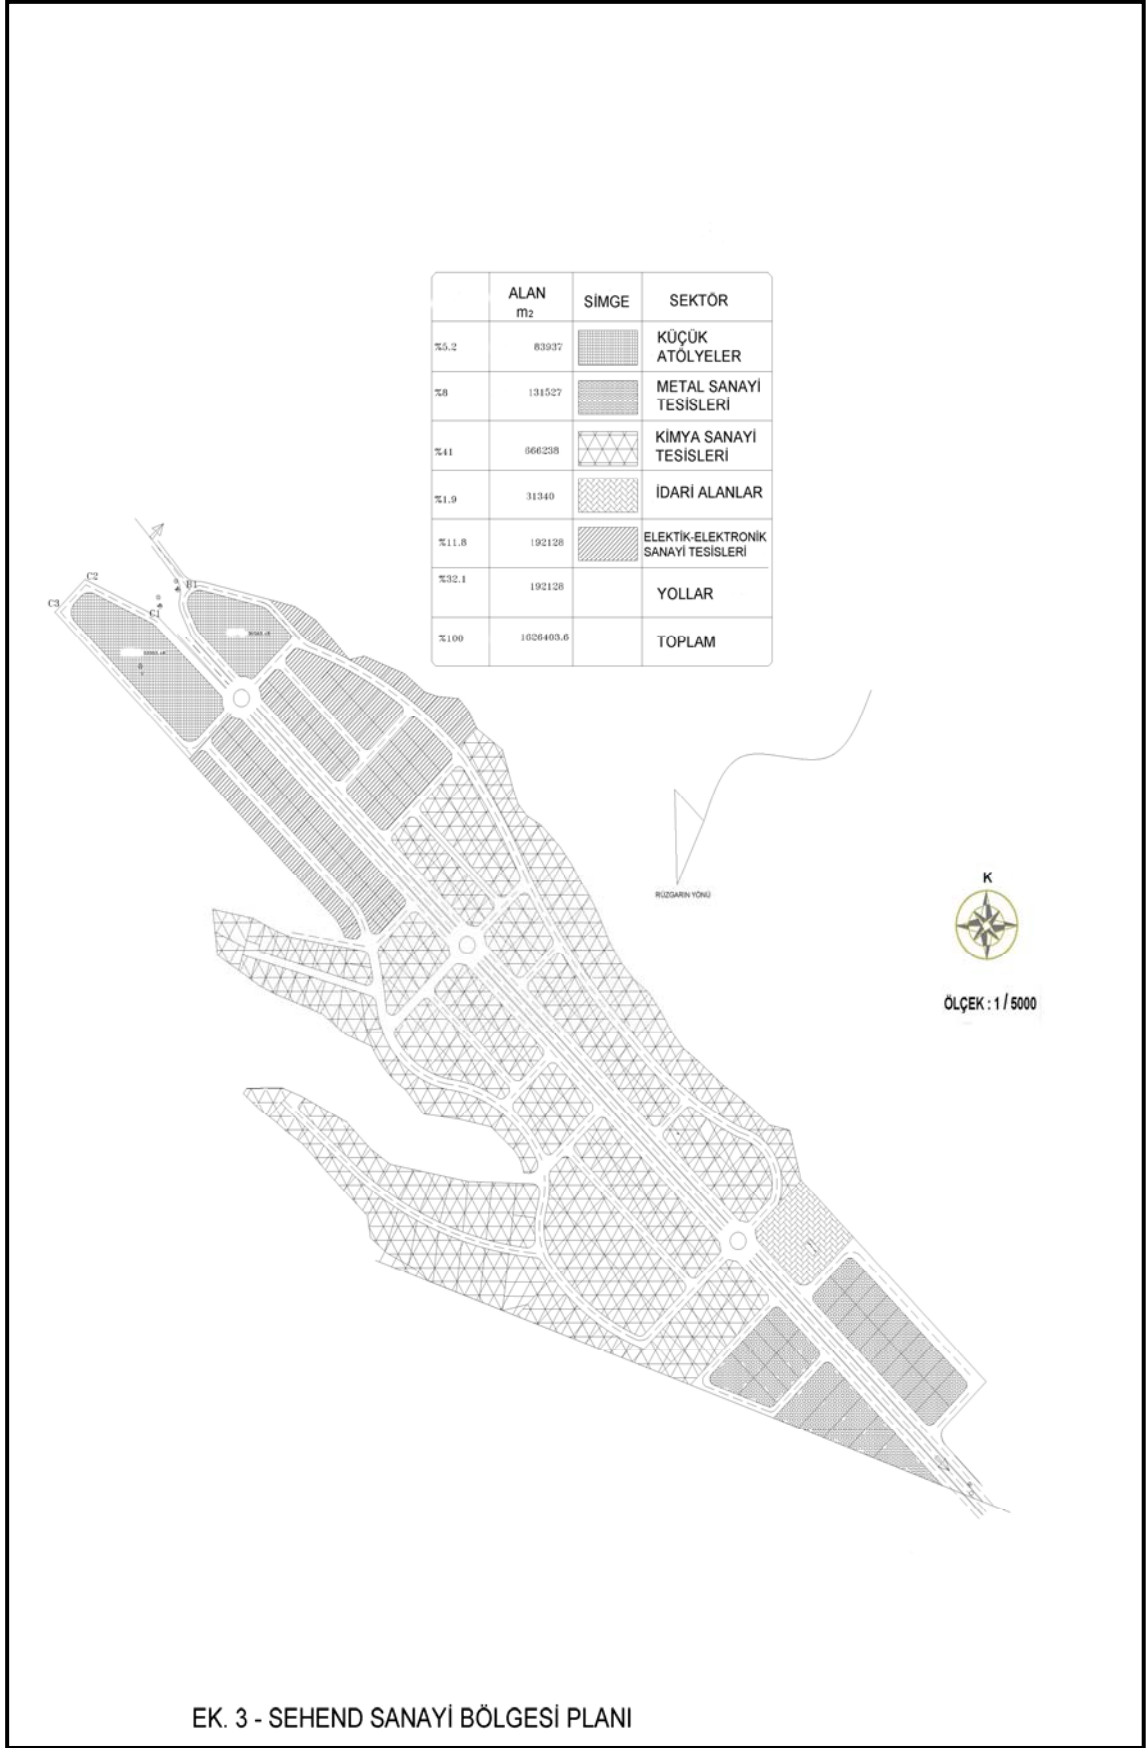 ALAN
m2
SİMGE
SEKTÖR
%5.2
83937
KÜÇÜK
ATÖLYELER
%8
131527
METAL SANAYİ
TESİSLERİ
%41
666238
KİMYA SANAYİ
TESİSLERİ
%1.9
31340
İDARİ ALANLAR
%11.8
192128
ELEKTİK-ELEKTRONİK
SANAYİ TESİSLERİ
%32.1
192128
YOLLAR
%100
1626403.6
TOPLAM
C2
C3
C1
B1
RÜZGARIN YÖNÜ
K
ÖLÇEK : 1 / 5000
EK. 3 - SEHEND SANAYİ BÖLGESİ PLANI